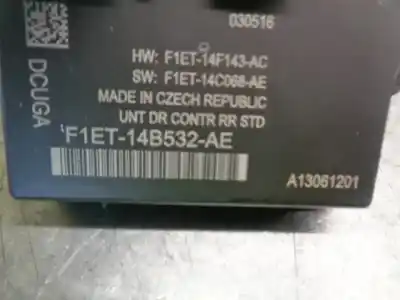 030516
HW: F1ET-14F143-AC
SW: F1ET-14C068-AE
MADE IN CZECH REPUBLIC
UNT DR CONTR RR STD
F1ET-14B532-AE
A13061201
DCUGA